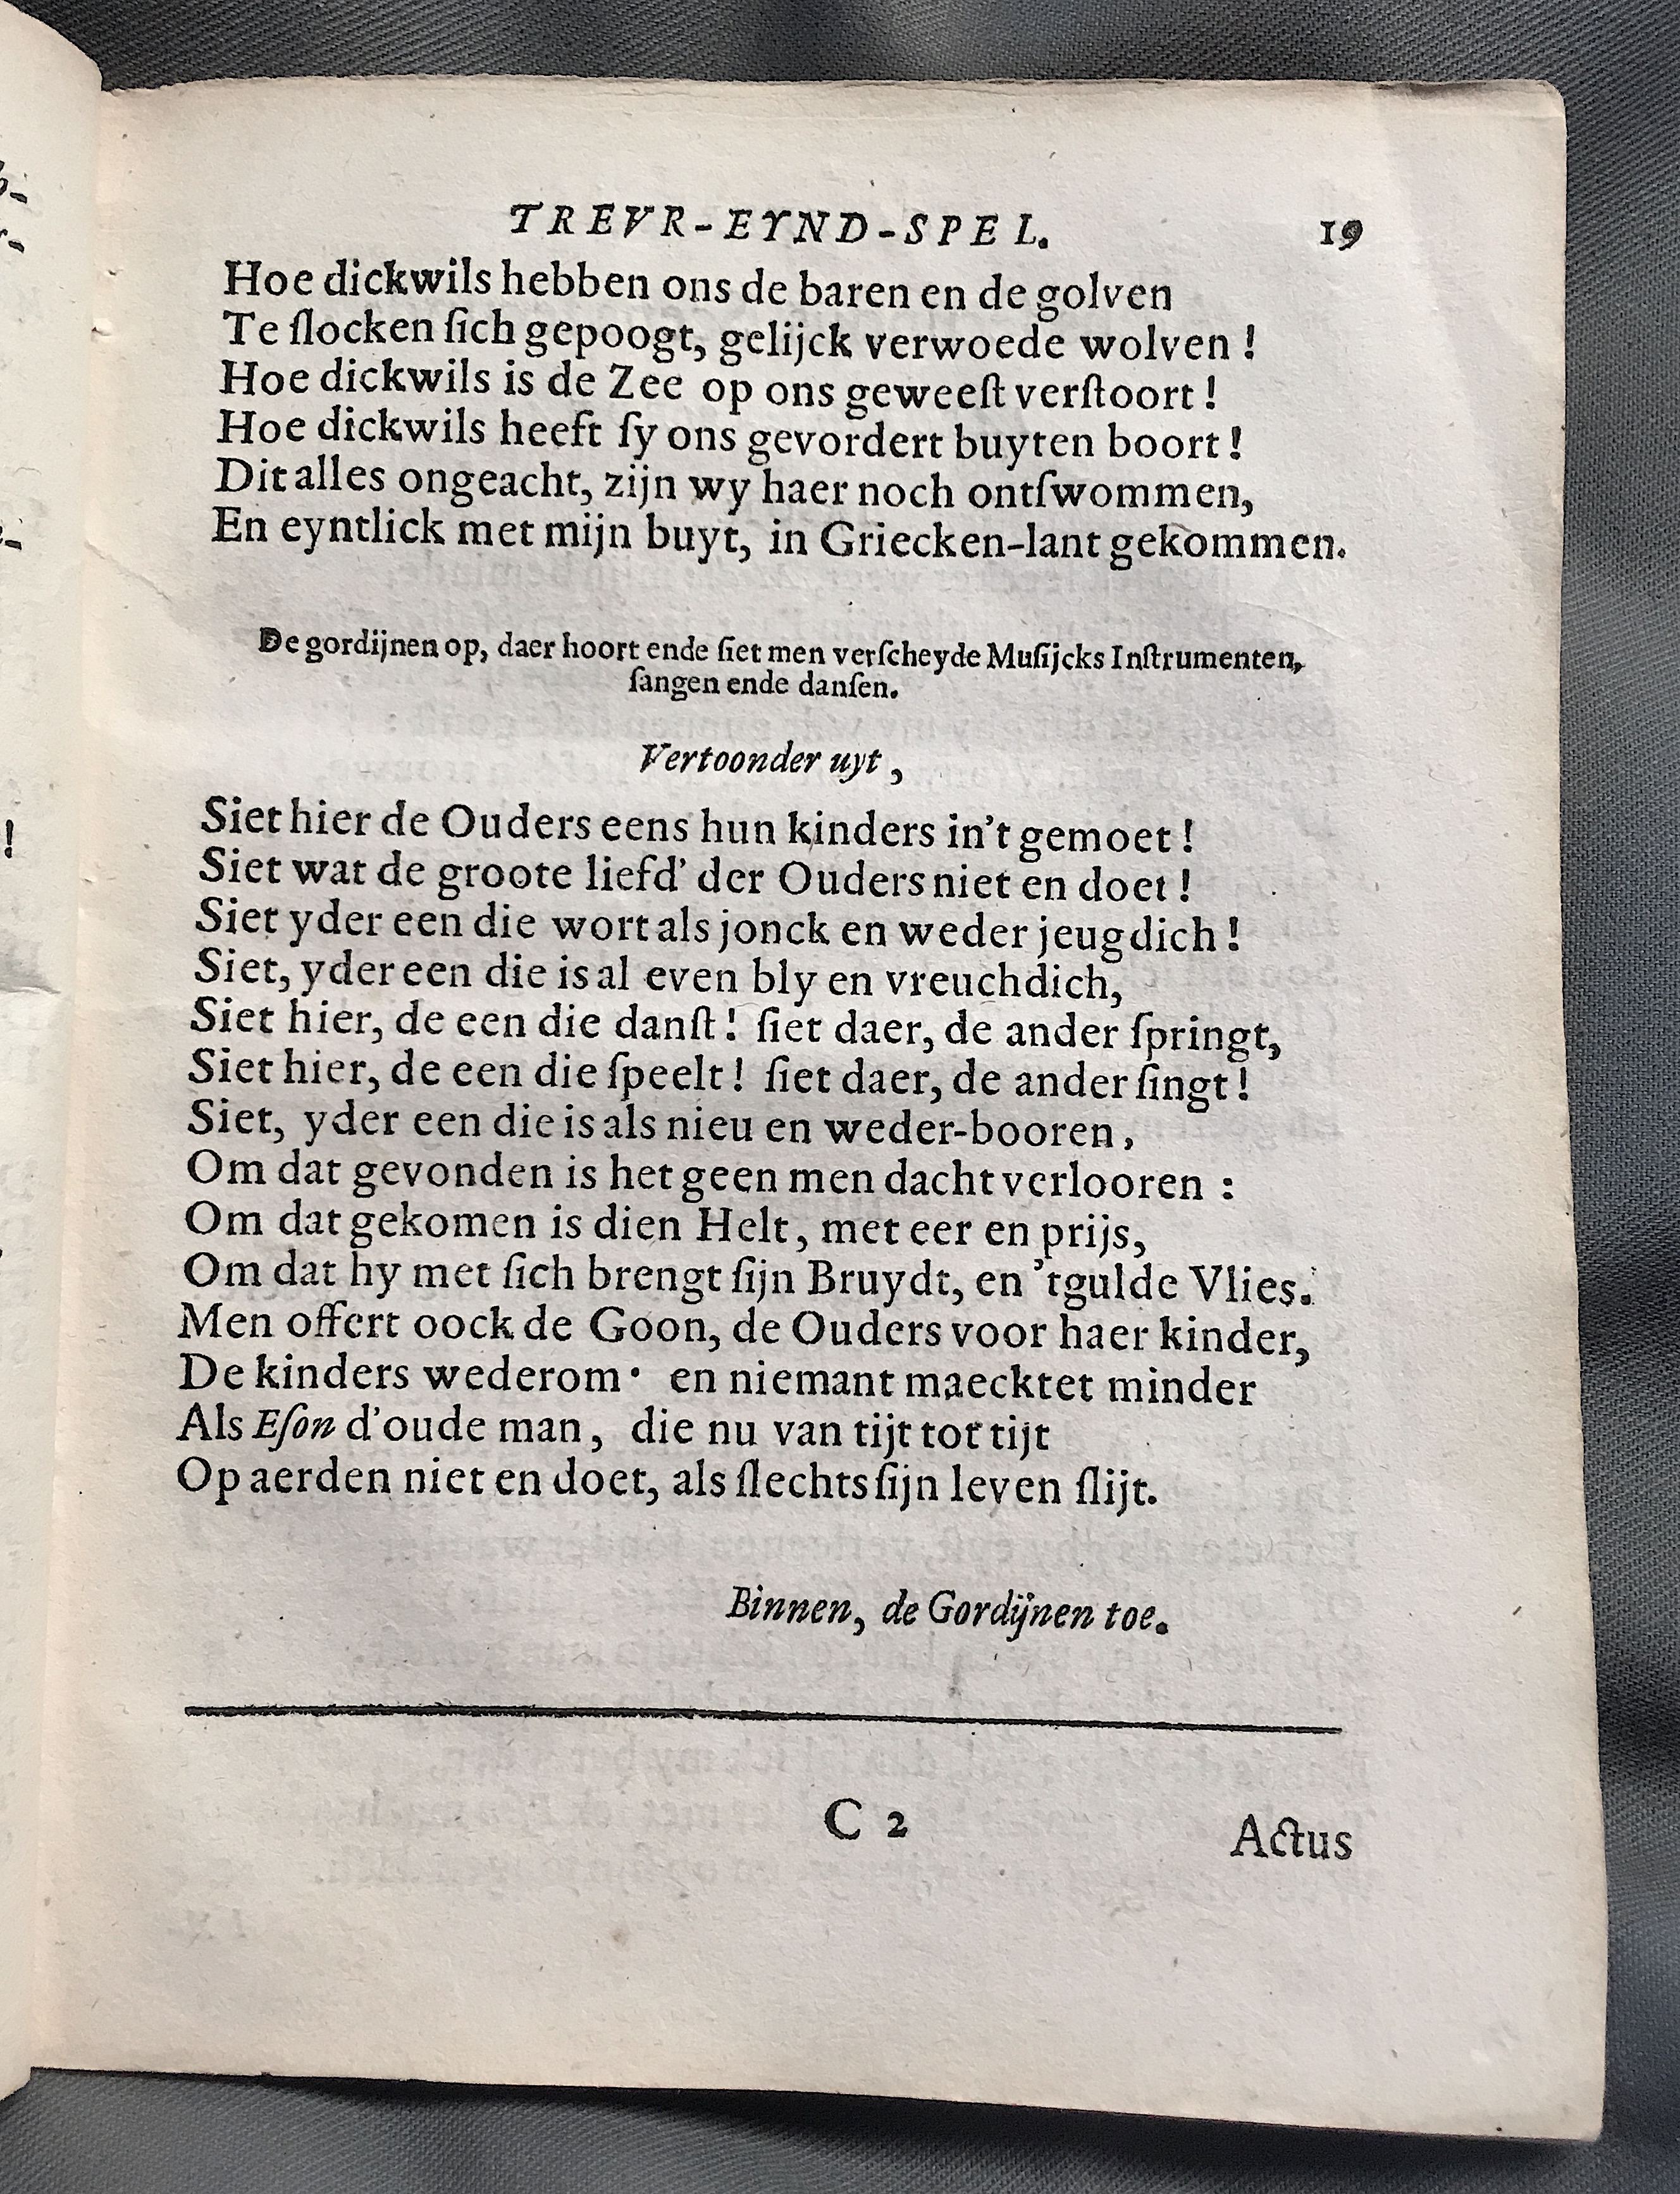 TREVR-EYND-SPEL. 19
Hoe dickwils hebben ons de baren en de golven
Te ſlocken ſich gepoogt, gelijck verwoede wolven !
Hoe dickwils is de Zee op ons geweeſt verſtoort !
Hoe dickwils heeft ſy ons gevordert buyten boort !
Dit alles ongeacht, zijn wy haer noch ontſwommen,
En eyntlick met mijn buyt, in Griecken-lant gekommen.
De gordijnen op, daer hoort ende ſiet men verſcheyde Muſijcks Inſtrumenten,
ſangen ende danſen.
Vertoonder uyt ,
Siet hier de Ouders eens hun kinders in't gemoet !
Siet wat de groote liefd' der Ouders niet en doet !
Siet yder een die wort als jonck en weder jeugdich !
Siet, yder een die is al even bly en vreuchdich,
Siet hier, de een die danſt ! ſiet daer, de ander ſpringt,
Siet hier, de een die ſpeelt ! ſiet daer, de ander ſingt !
Siet, yder een die is als nieu en weder-booren,
Om dat gevonden is het geen men dacht verlooren :
Om dat gekomen is dien Helt, met eer en prijs,
Om dat hy met ſich brengt ſijn Bruydt, en 'tgulde Vlies.
Men offert oock de Goon, de Ouders voor haer kinder,
De kinders wederom· en niemant maecktet minder
Als Eſon d'oude man, die nu van tijt tot tijt
Op aerden niet en doet, als ſlechts ſijn leven ſlijt.
Binnen, de Gordijnen toe.
C 2
Actus